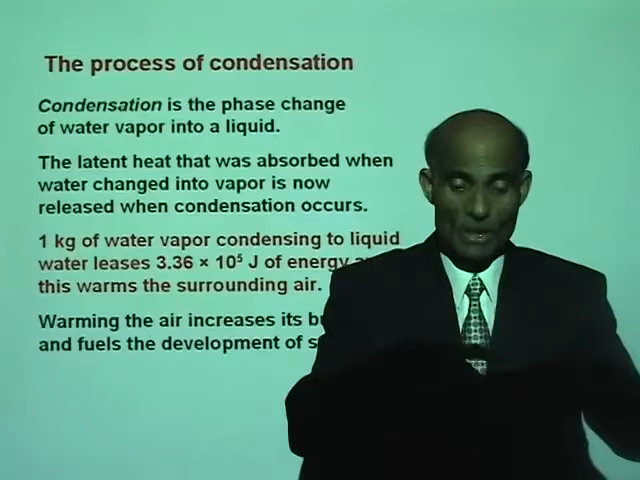 The process of condensation
Condensation is the phase change
of water vapor into a liquid.
The latent heat that was absorbed when
water changed into vapor is now
released when condensation occurs.
1 kg of water vapor condensing to liquid
water leases 3.36 × 10⁵ J of energy
this warms the surrounding air.
Warming the air increases its
and fuels the development of